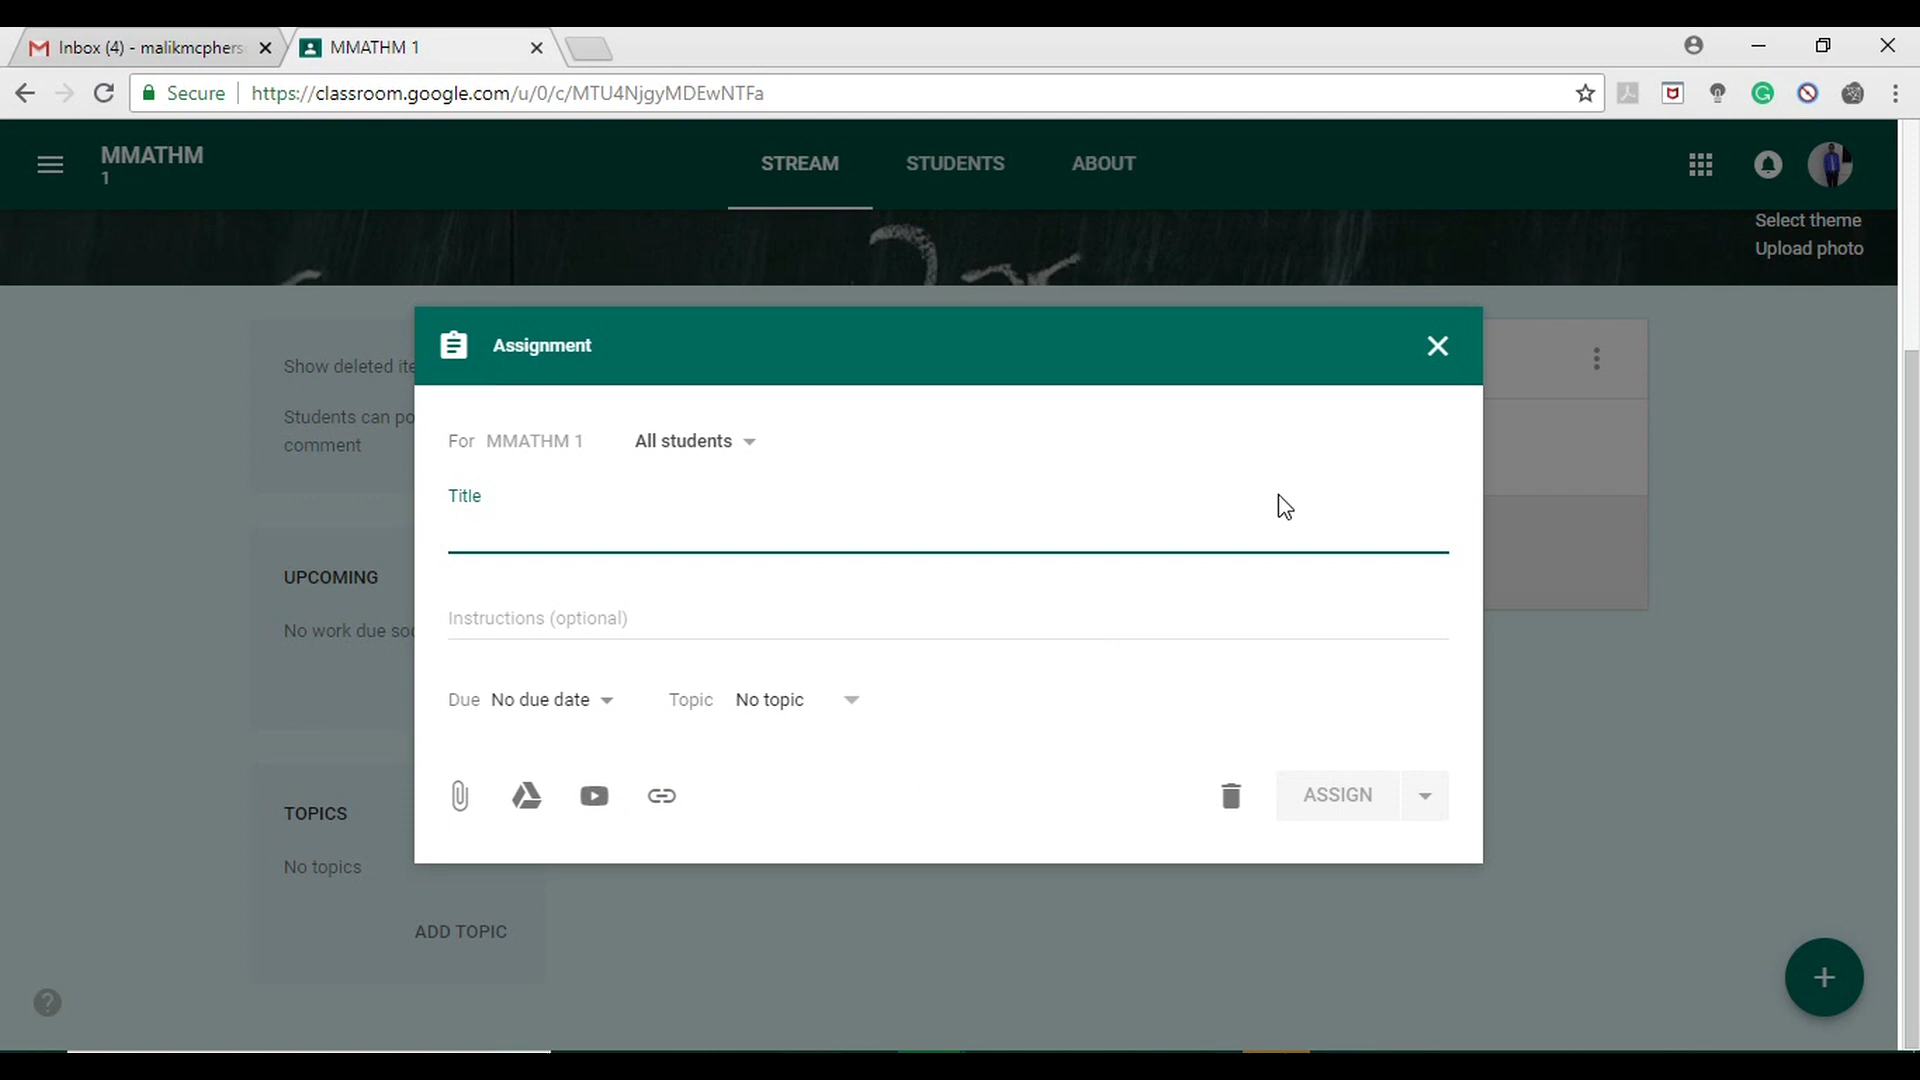 Inbox (4) - malikmcphers
MMATHM 1
Secure
https://classroom.google.com/u/0/c/MTU4NjgyMDEwNTFa
MMATHM
1
STREAM
STUDENTS
ABOUT
Select theme
Upload photo
Show deleted ite
Students can po
comment
UPCOMING
No work due soo
TOPICS
No topics
ADD TOPIC
Assignment
For MMATHM 1 All students
Title
Instructions (optional)
Due No due date Topic No topic
ASSIGN